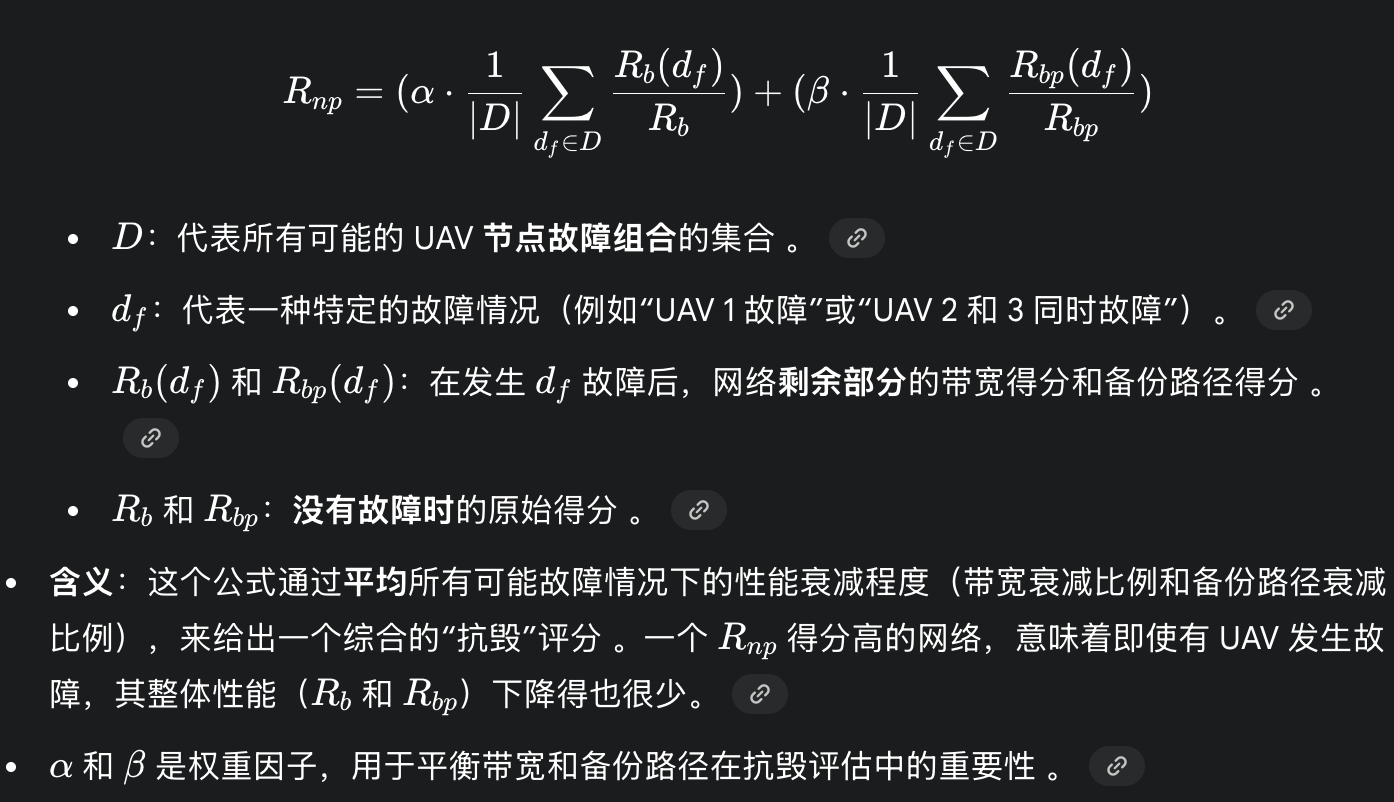 $R_{np} = (\alpha \cdot \frac{1}{|D|} \sum_{d_f \in D} \frac{R_b(d_f)}{R_b}) + (\beta \cdot \frac{1}{|D|} \sum_{d_f \in D} \frac{R_{bp}(d_f)}{R_{bp}})$
• $D$：代表所有可能的 UAV 节点故障组合的集合 。
• $d_f$：代表一种特定的故障情况（例如“UAV 1 故障”或“UAV 2 和 3 同时故障”）。
• $R_b(d_f)$ 和 $R_{bp}(d_f)$：在发生 $d_f$ 故障后，网络剩余部分的带宽得分和备份路径得分 。
• $R_b$ 和 $R_{bp}$：没有故障时的原始得分 。
• 含义：这个公式通过平均所有可能故障情况下的性能衰减程度（带宽衰减比例和备份路径衰减
比例），来给出一个综合的“抗毁”评分 。一个 $R_{np}$ 得分高的网络，意味着即使有 UAV 发生故
障，其整体性能（$R_b$ 和 $R_{bp}$）下降得也很少。
• $\alpha$ 和 $\beta$ 是权重因子，用于平衡带宽和备份路径在抗毁评估中的重要性 。